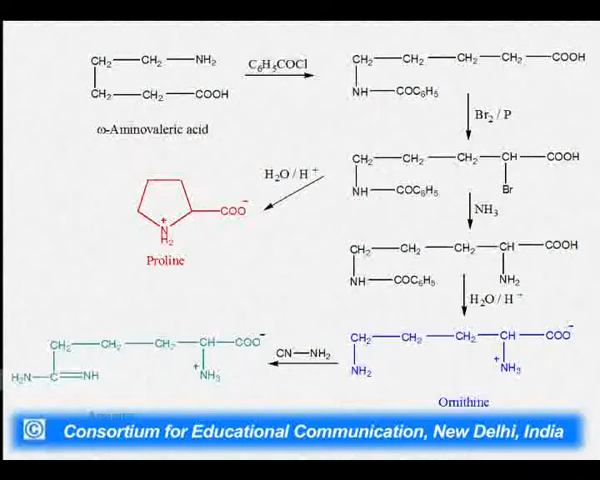 CH₂ CH₂ NH₂
CH₂ CH₂ COOH
ω-Aminovaleric acid
C₆H₅COCl
CH₂ CH₂ CH₂ CH₂ COOH
NH COC₆H₅
Br₂ / P
CH₂ CH₂ CH₂ CH COOH
NH COC₆H₅ Br
H₂O / H⁺
NH₃
COO⁻
N⁺
H₂
Proline
CH₂ CH₂ CH₂ CH COOH
NH COC₆H₅ NH₂
H₂O / H⁺
CH₂ CH₂ CH₂ CH COO⁻
NH₂ ⁺NH₃
Ornithine
CN NH₂
CH₂ CH₂ CH₂ CH COO⁻
H₂N C NH ⁺NH₃
© Consortium for Educational Communication, New Delhi, India